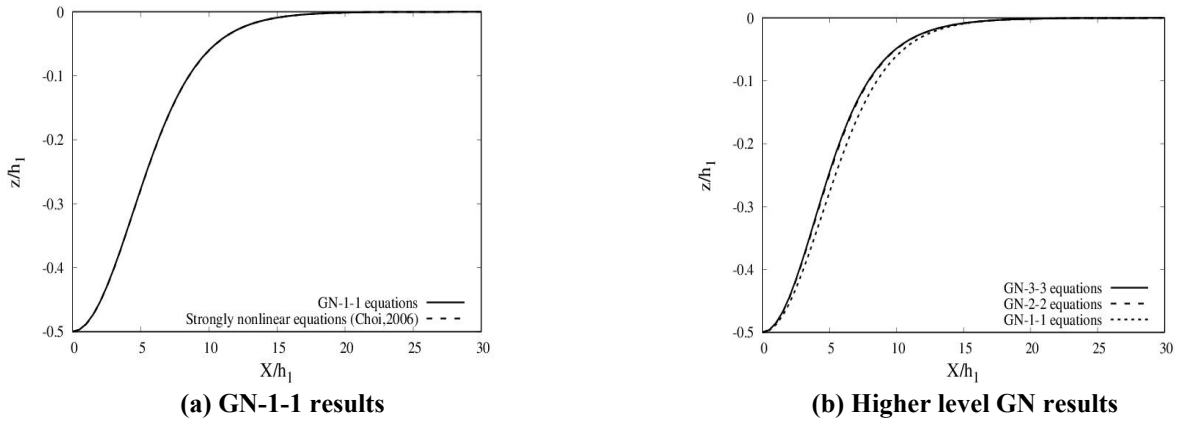 0
-0.1
-0.2
-0.3
-0.4
-0.5
z/h1
GN-1-1 equations
Strongly nonlinear equations (Choi,2006)
0 5 10 15 20 25 30
X/h1
(a) GN-1-1 results
0
-0.1
-0.2
-0.3
-0.4
-0.5
z/h1
GN-3-3 equations
GN-2-2 equations
GN-1-1 equations
0 5 10 15 20 25 30
X/h1
(b) Higher level GN results